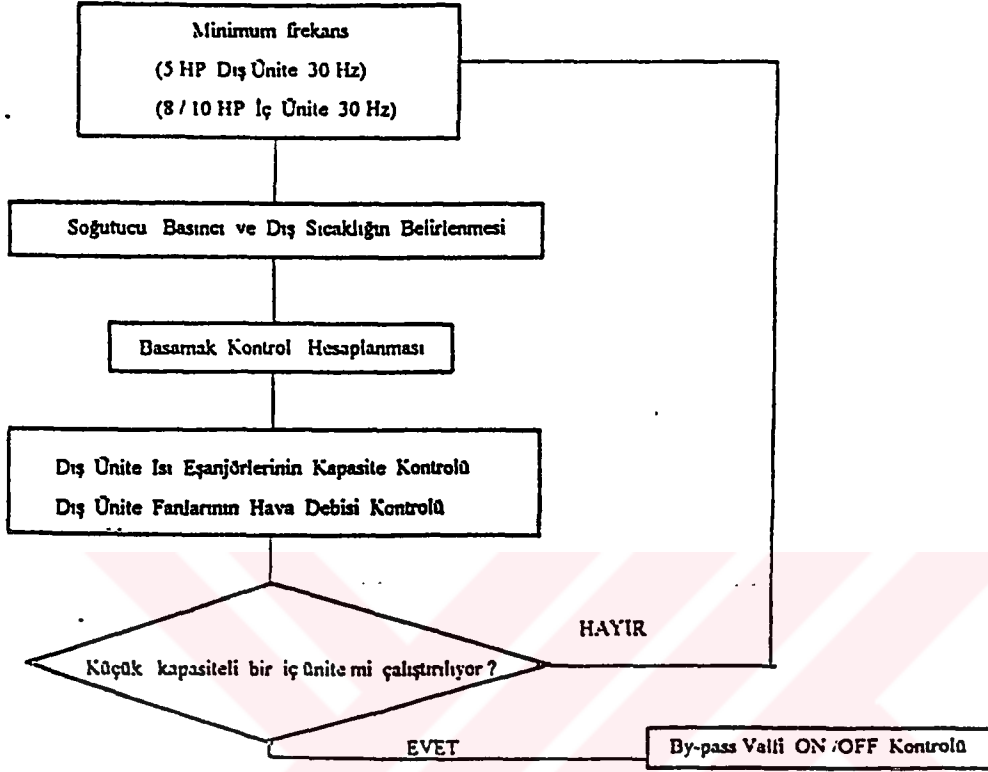 Minimum frekans
(5 HP Dış Ünite 30 Hz)
(8 / 10 HP İç Ünite 30 Hz)
Soğutucu Basıncı ve Dış Sıcaklığın Belirlenmesi
Basamak Kontrol Hesaplanması
Dış Ünite Isı Eşanjörlerinin Kapasite Kontrolü
Dış Ünite Fanlarının Hava Debisi Kontrolü
HAYIR
Küçük kapasiteli bir iç ünite mi çalıştırılıyor ?
EVET
By-pass Valfi ON /OFF Kontrolü